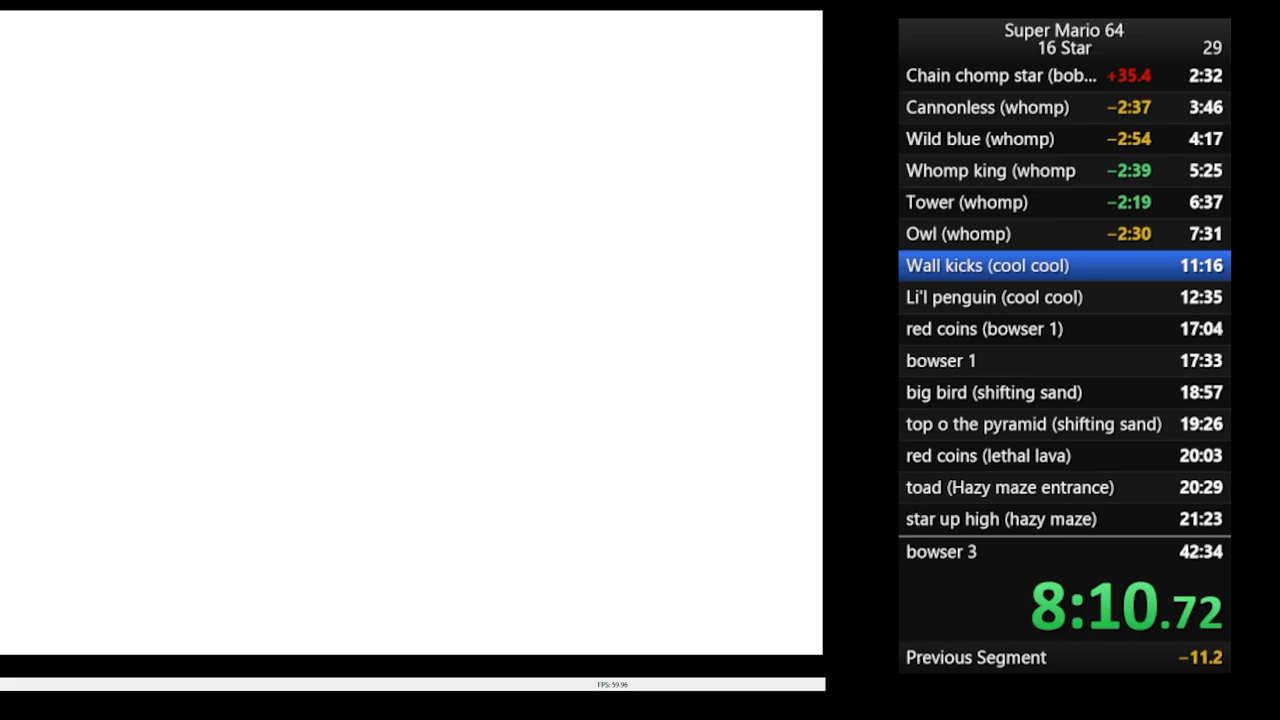 Super Mario 64
16 Star 29
Chain chomp star (bob... +35.4 2:32
Cannonless (whomp) −2:37 3:46
Wild blue (whomp) −2:54 4:17
Whomp king (whomp −2:39 5:25
Tower (whomp) −2:19 6:37
Owl (whomp) −2:30 7:31
Wall kicks (cool cool) 11:16
Li'l penguin (cool cool) 12:35
red coins (bowser 1) 17:04
bowser 1 17:33
big bird (shifting sand) 18:57
top o the pyramid (shifting sand) 19:26
red coins (lethal lava) 20:03
toad (Hazy maze entrance) 20:29
star up high (hazy maze) 21:23
bowser 3 42:34
8:10.72
Previous Segment −11.2
FPS: 59.96